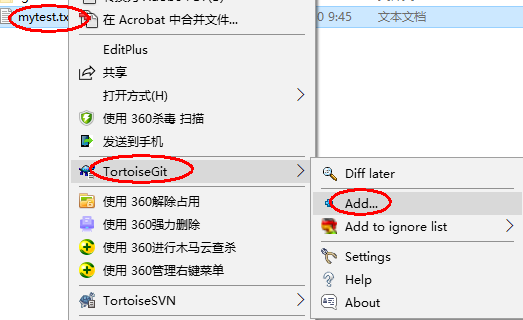 在 Acrobat 中合并文件...
mytest.tx
0 9:45
文本文档
EditPlus
共享
打开方式(H)
使用 360杀毒 扫描
发送到手机
TortoiseGit
使用 360解除占用
使用 360强力删除
使用 360进行木马云查杀
使用 360管理右键菜单
TortoiseSVN
Diff later
Add...
Add to ignore list
Settings
Help
About